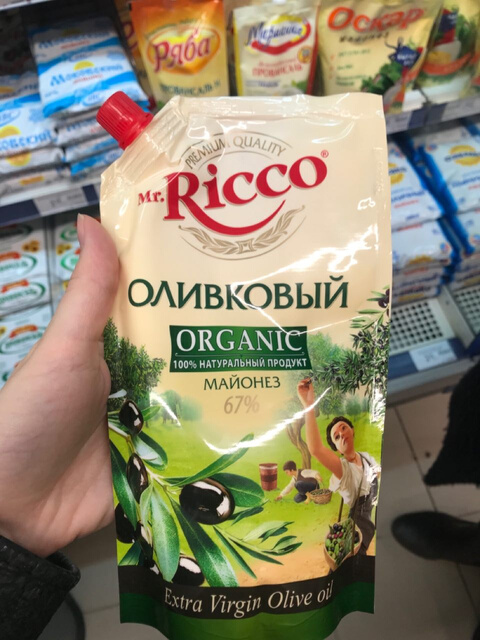 Ряба
Оскар
PREMIUM QUALITY
Mr. Ricco®
ОЛИВКОВЫЙ
ORGANIC
100% НАТУРАЛЬНЫЙ ПРОДУКТ
МАЙОНЕЗ
67%
Extra Virgin Olive oil